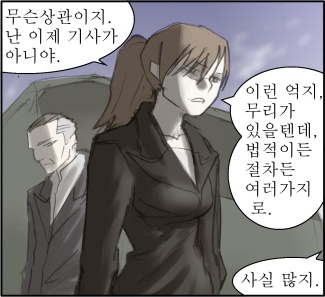 무슨상관이지.
난 이제 기사가
아니야.
이런 억지,
무리가
있을텐데,
법적이든
절차든
여러가지
로.
사실 많지.